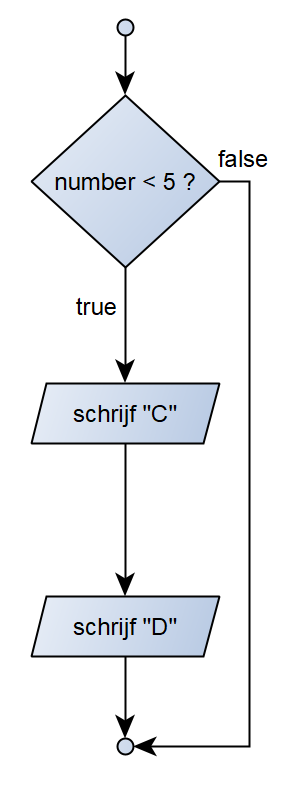 number < 5 ?
false
true
schrijf "C"
schrijf "D"